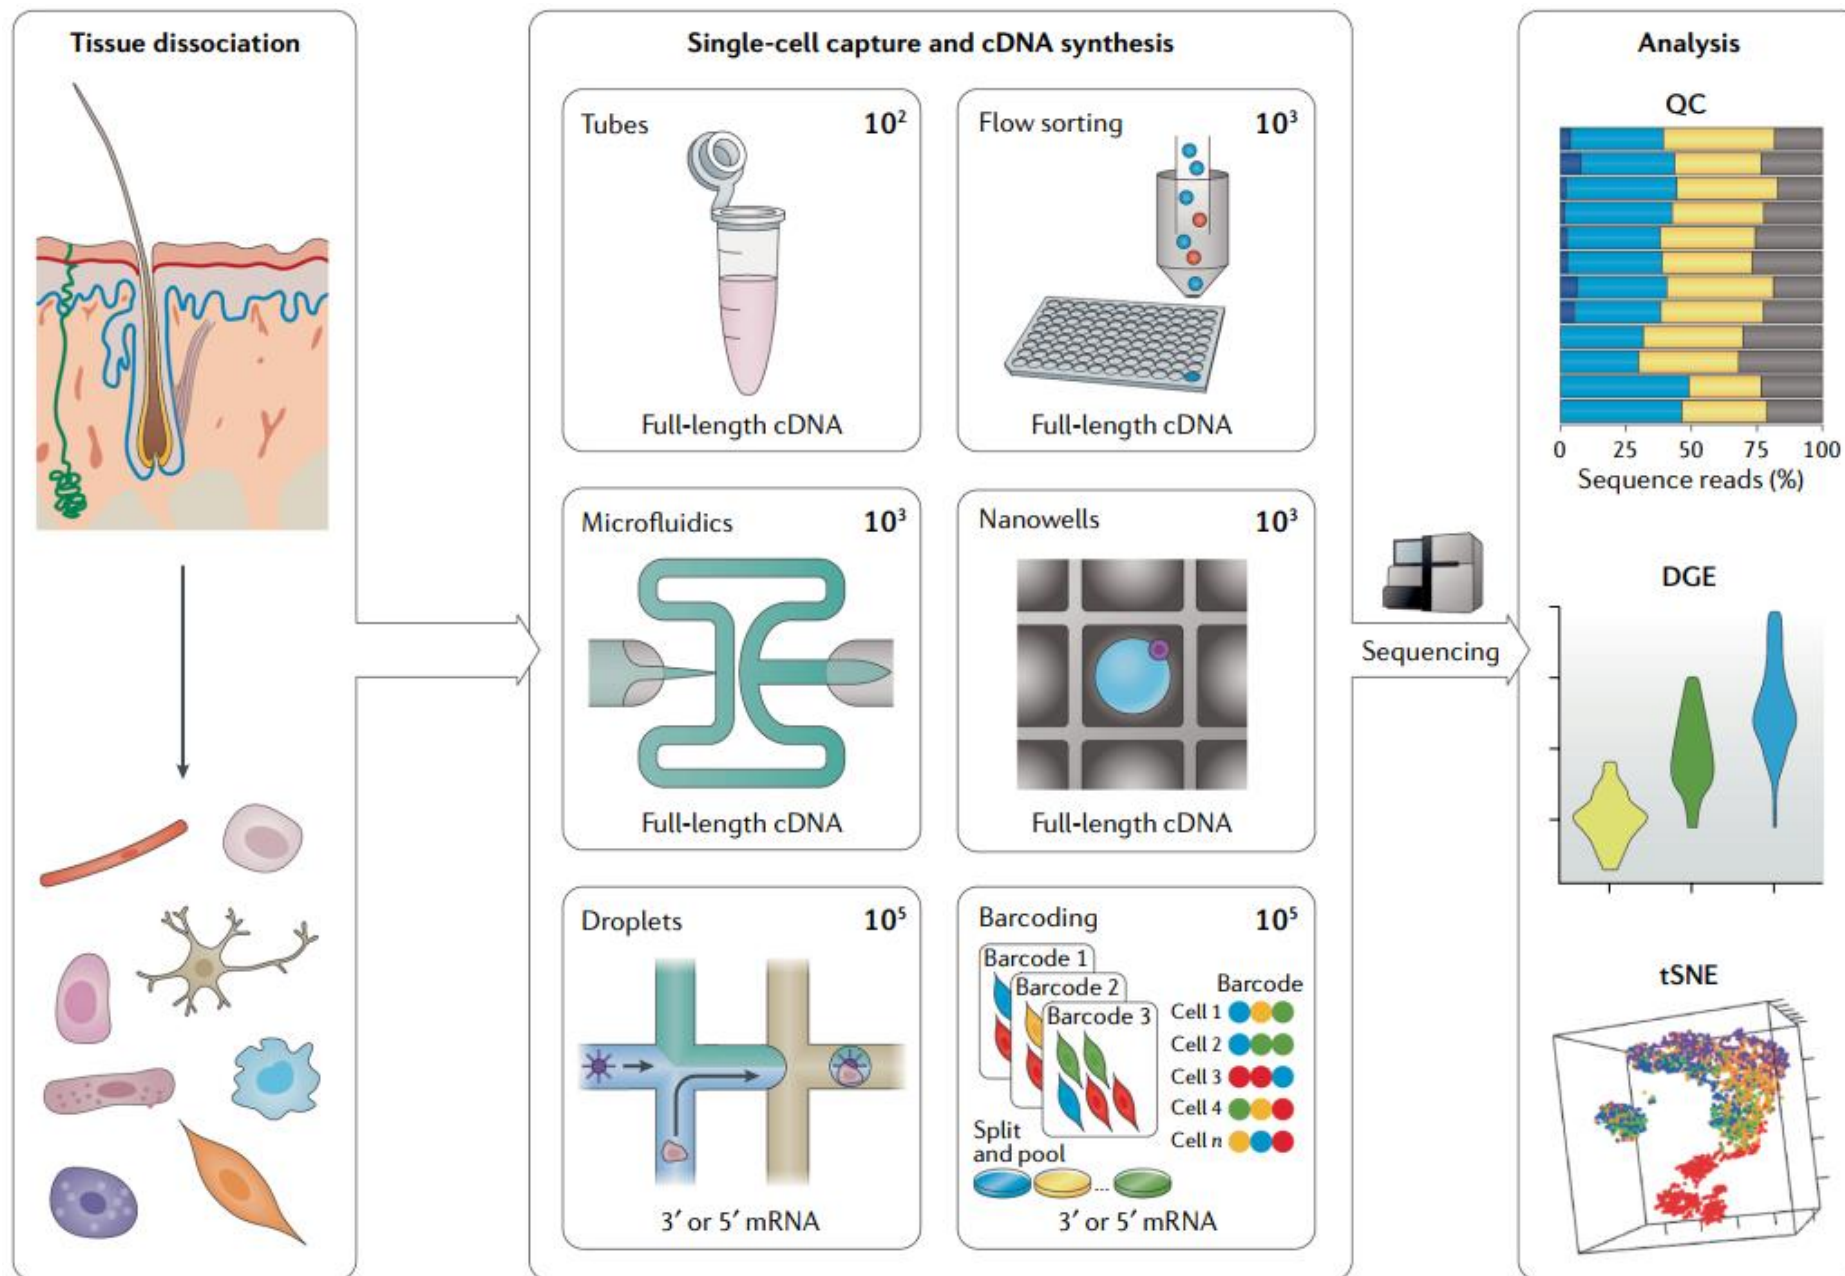 Tissue dissociation
Single-cell capture and cDNA synthesis
Tubes
10²
Full-length cDNA
Flow sorting
10³
Full-length cDNA
Microfluidics
10³
Full-length cDNA
Nanowells
10³
Full-length cDNA
Droplets
10⁵
3′ or 5′ mRNA
Barcoding
10⁵
Barcode 1
Barcode 2
Barcode 3
Barcode
Cell 1
Cell 2
Cell 3
Cell 4
Cell n
Split
and pool
...
3′ or 5′ mRNA
Sequencing
Analysis
QC
0 25 50 75 100
Sequence reads (%)
DGE
tSNE